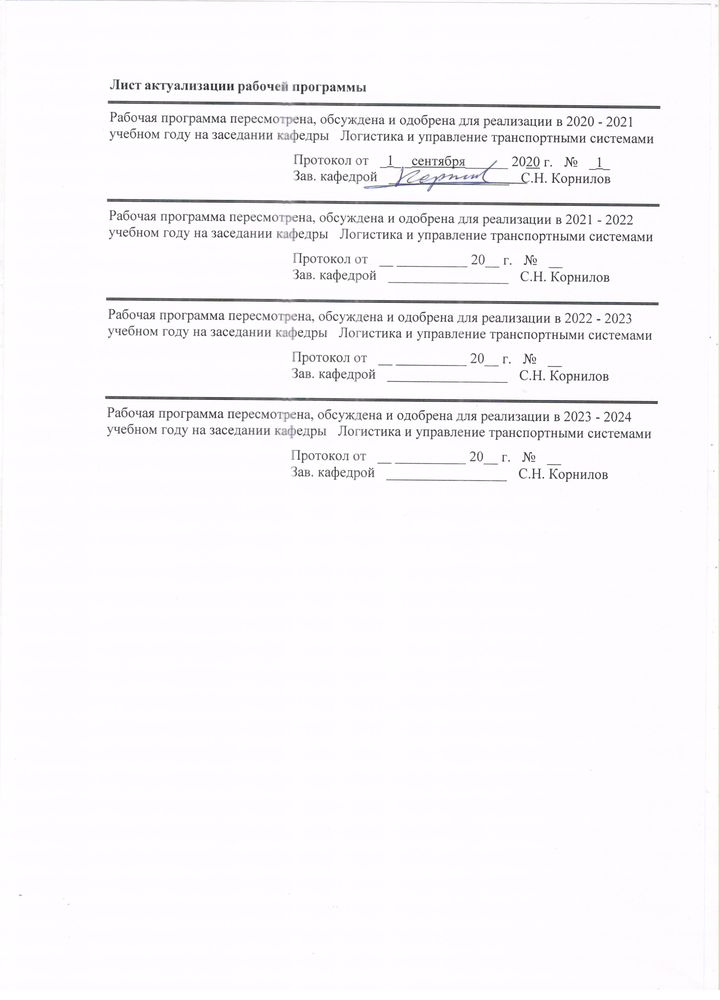 Лист актуализации рабочей программы
Рабочая программа пересмотрена, обсуждена и одобрена для реализации в 2020 - 2021
учебном году на заседании кафедры Логистика и управление транспортными системами
Протокол от _1_ _сентября______ 2020 г. № _1_
Зав. кафедрой _________________ С.Н. Корнилов
Рабочая программа пересмотрена, обсуждена и одобрена для реализации в 2021 - 2022
учебном году на заседании кафедры Логистика и управление транспортными системами
Протокол от __ __________ 20__ г. № __
Зав. кафедрой _________________ С.Н. Корнилов
Рабочая программа пересмотрена, обсуждена и одобрена для реализации в 2022 - 2023
учебном году на заседании кафедры Логистика и управление транспортными системами
Протокол от __ __________ 20__ г. № __
Зав. кафедрой _________________ С.Н. Корнилов
Рабочая программа пересмотрена, обсуждена и одобрена для реализации в 2023 - 2024
учебном году на заседании кафедры Логистика и управление транспортными системами
Протокол от __ __________ 20__ г. № __
Зав. кафедрой _________________ С.Н. Корнилов